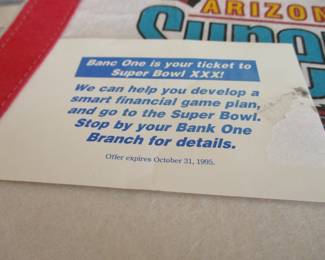 ARIZON
Super
Banc One is your ticket to
Super Bowl XXX!
We can help you develop a
smart financial game plan,
and go to the Super Bowl.
Stop by your Bank One
Branch for details.
Offer expires October 31, 1995.